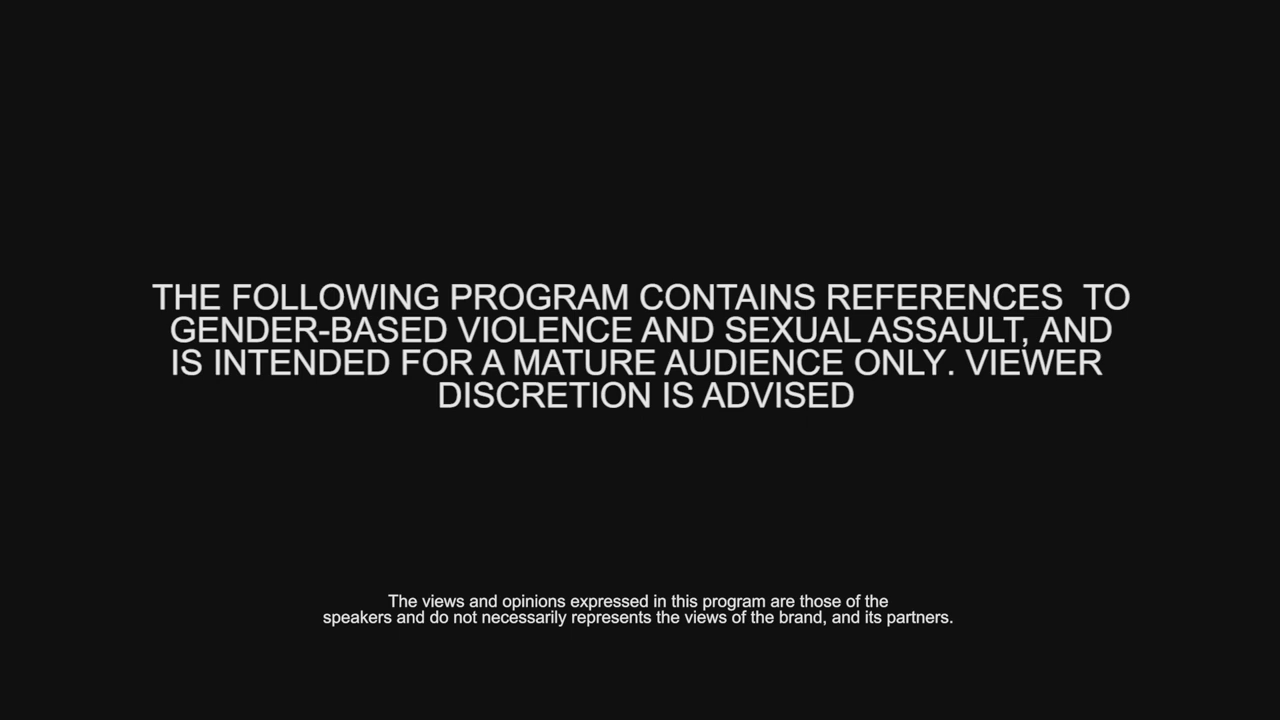 THE FOLLOWING PROGRAM CONTAINS REFERENCES  TO
GENDER-BASED VIOLENCE AND SEXUAL ASSAULT, AND
IS INTENDED FOR A MATURE AUDIENCE ONLY. VIEWER
DISCRETION IS ADVISED
The views and opinions expressed in this program are those of the
speakers and do not necessarily represents the views of the brand, and its partners.